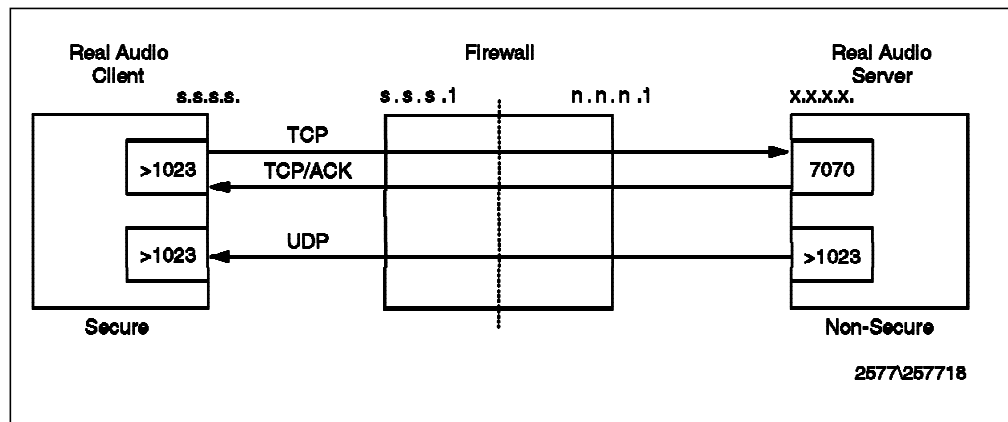 Real Audio
Client
Firewall
Real Audio
Server
s.s.s.s.
s.s.s.1
n.n.n.1
x.x.x.x.
TCP
>1023
7070
TCP/ACK
UDP
>1023
>1023
Secure
Non-Secure
2577\257718